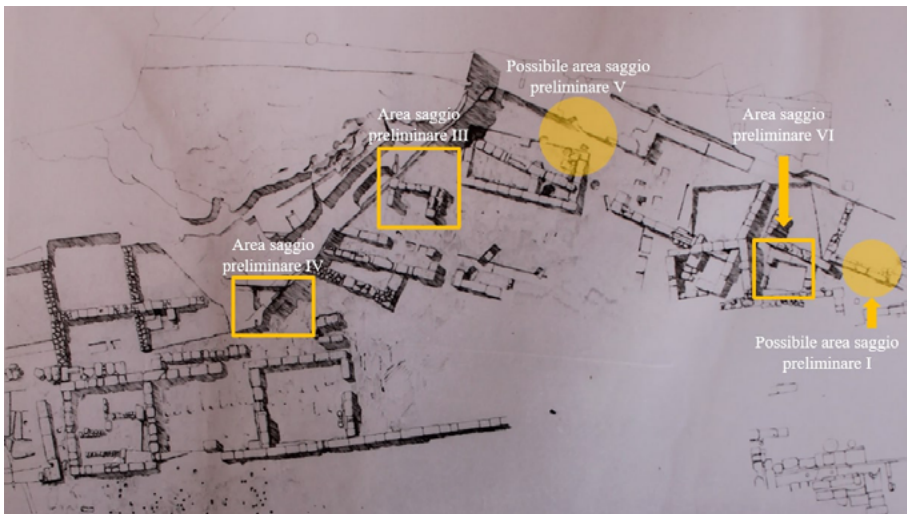 Possibile area saggio
preliminare V
Area saggio
preliminare III
Area saggio
preliminare VI
Area saggio
preliminare IV
Possibile area saggio
preliminare I